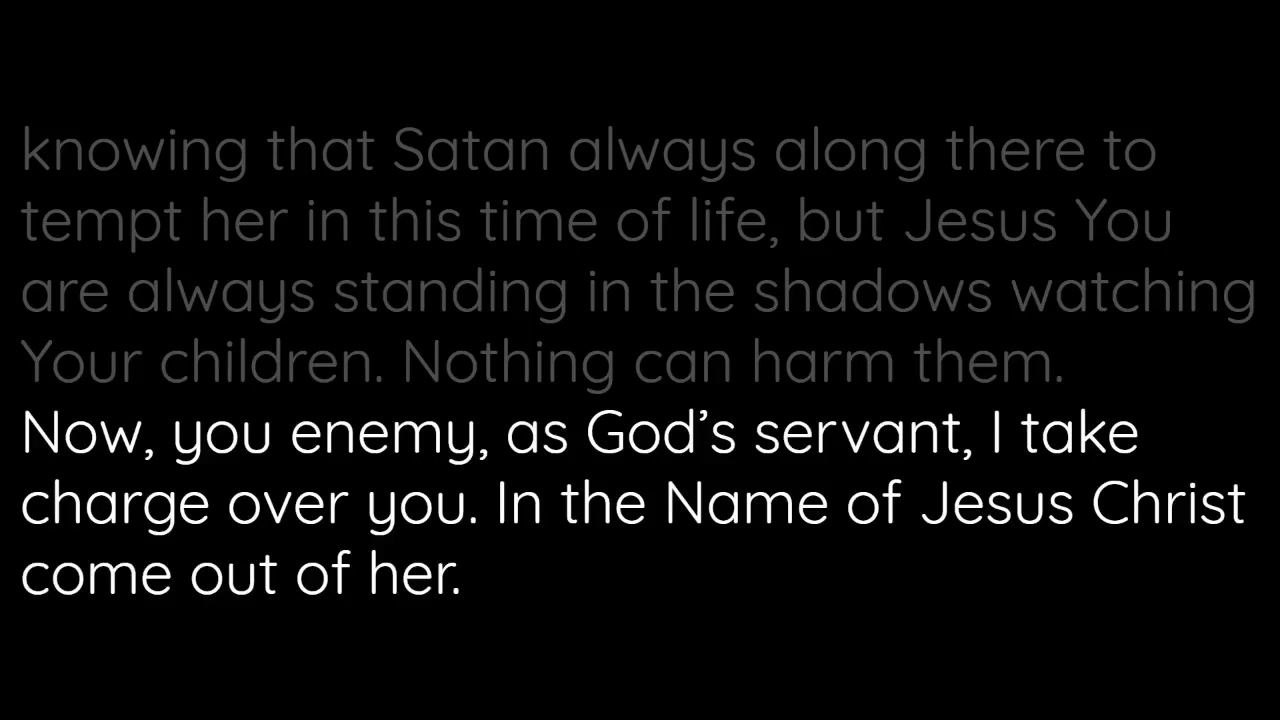 knowing that Satan always along there to
tempt her in this time of life, but Jesus You
are always standing in the shadows watching
Your children. Nothing can harm them.
Now, you enemy, as God’s servant, I take
charge over you. In the Name of Jesus Christ
come out of her.